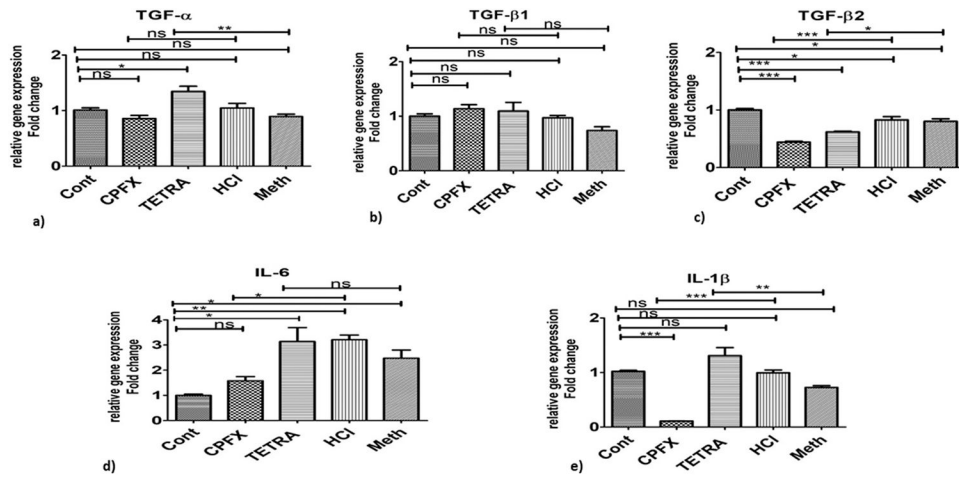 TGF-α
**
ns
ns
ns
*
ns
relative gene expression
Fold change
2
1
0
Cont
CPFX
TETRA
HCl
Meth
a)
TGF-β1
ns
ns
ns
ns
ns
ns
relative gene expression
Fold change
2
1
0
Cont
CPFX
TETRA
HCl
Meth
b)
TGF-β2
*
***
*
*
***
***
relative gene expression
Fold change
2
1
0
Cont
CPFX
TETRA
HCl
Meth
c)
IL-6
ns
*
*
**
*
ns
relative gene expression
Fold change
4
3
2
1
0
Cont
CPFX
TETRA
HCl
Meth
d)
IL-1β
**
***
ns
ns
ns
***
relative gene expression
Fold change
2
1
0
Cont
CPFX
TETRA
HCl
Meth
e)